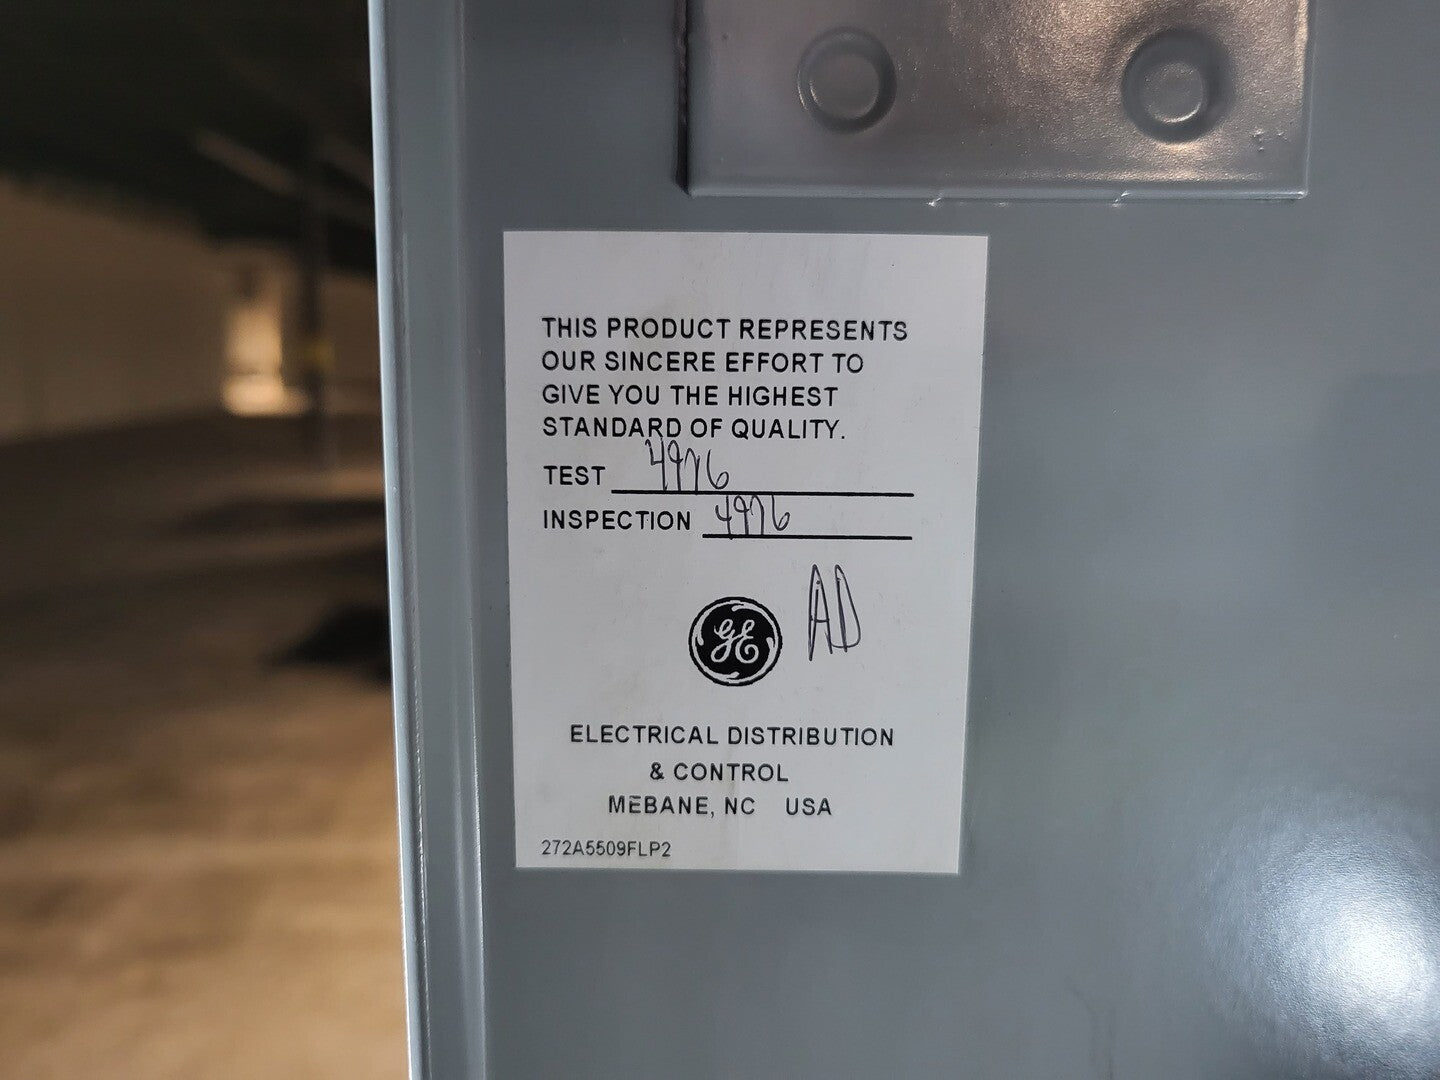 THIS PRODUCT REPRESENTS
OUR SINCERE EFFORT TO
GIVE YOU THE HIGHEST
STANDARD OF QUALITY.
TEST 4976
INSPECTION 4976
AD
GE
ELECTRICAL DISTRIBUTION
& CONTROL
MEBANE, NC USA
272A5509FLP2